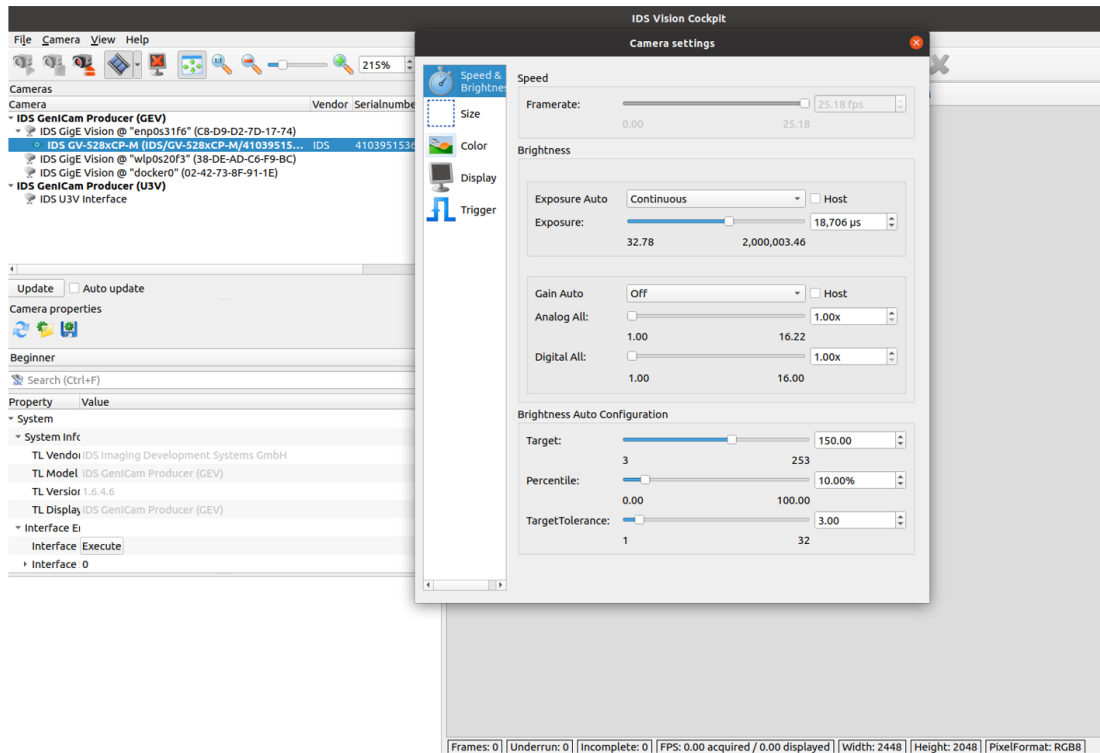 IDS Vision Cockpit
File Camera View Help
215%
Cameras
Camera Vendor Serialnumbe
IDS GenICam Producer (GEV)
IDS GigE Vision @ "enp0s31f6" (C8-D9-D2-7D-17-74)
IDS GV-528xCP-M (IDS/GV-528xCP-M/41039515... IDS 4103951536
IDS GigE Vision @ "wlp0s20f3" (38-DE-AD-C6-F9-BC)
IDS GigE Vision @ "docker0" (02-42-73-8F-91-1E)
IDS GenICam Producer (U3V)
IDS U3V Interface
Update Auto update
Camera properties
Beginner
Search (Ctrl+F)
Property Value
System
System Info
TL Vendor IDS Imaging Development Systems GmbH
TL Model IDS GenICam Producer (GEV)
TL Version 1.6.4.6
TL Display IDS GenICam Producer (GEV)
Interface En
Interface Execute
Interface 0
Camera settings
Speed &
Brightnes
Size
Color
Display
Trigger
Speed
Framerate: 25.18 fps
0.00 25.18
Brightness
Exposure Auto Continuous Host
Exposure: 18,706 µs
32.78 2,000,003.46
Gain Auto Off Host
Analog All: 1.00x
1.00 16.22
Digital All: 1.00x
1.00 16.00
Brightness Auto Configuration
Target: 150.00
3 253
Percentile: 10.00%
0.00 100.00
TargetTolerance: 3.00
1 32
Frames: 0 Underrun: 0 Incomplete: 0 FPS: 0.00 acquired / 0.00 displayed Width: 2448 Height: 2048 PixelFormat: RGB8